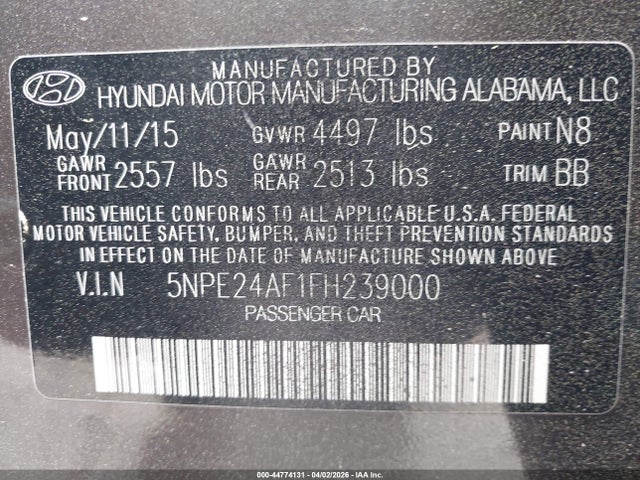 MANUFACTURED BY
HYUNDAI MOTOR MANUFACTURING ALABAMA, LLC
May/11/15 GVWR 4497 lbs PAINT N8
GAWR FRONT 2557 lbs GAWR REAR 2513 lbs TRIM BB
THIS VEHICLE CONFORMS TO ALL APPLICABLE U.S.A. FEDERAL
MOTOR VEHICLE SAFETY, BUMPER, AND THEFT PREVENTION STANDARDS
IN EFFECT ON THE DATE OF MANUFACTURE SHOWN ABOVE.
V.I.N 5NPE24AF1FH239000
PASSENGER CAR
000-44774131 - 04/02/2026 - IAA Inc.